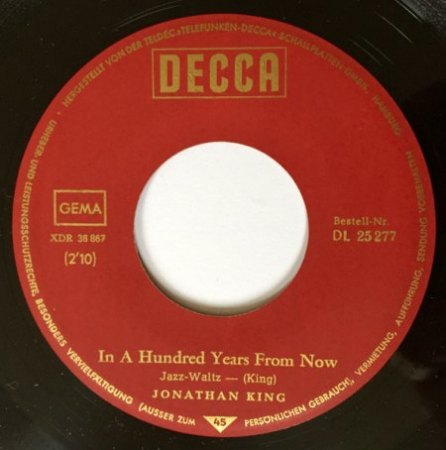 HERGESTELLT VON DER TELDEC »TELEFUNKEN-DECCA« SCHALLPLATTEN-GMBH. HAMBURG
DECCA
GEMA
XDR 36 867
(2'10)
Bestell-Nr.
DL 25 277
In A Hundred Years From Now
Jazz-Waltz — (King)
JONATHAN KING
45
URHEBER- UND LEISTUNGSSCHUTZRECHTE, BESONDERS VERVIELFÄLTIGUNG (AUSSER ZUM PERSÖNLICHEN GEBRAUCH), VERMIETUNG, AUFFÜHRUNG, SENDUNG VORBEHALTEN